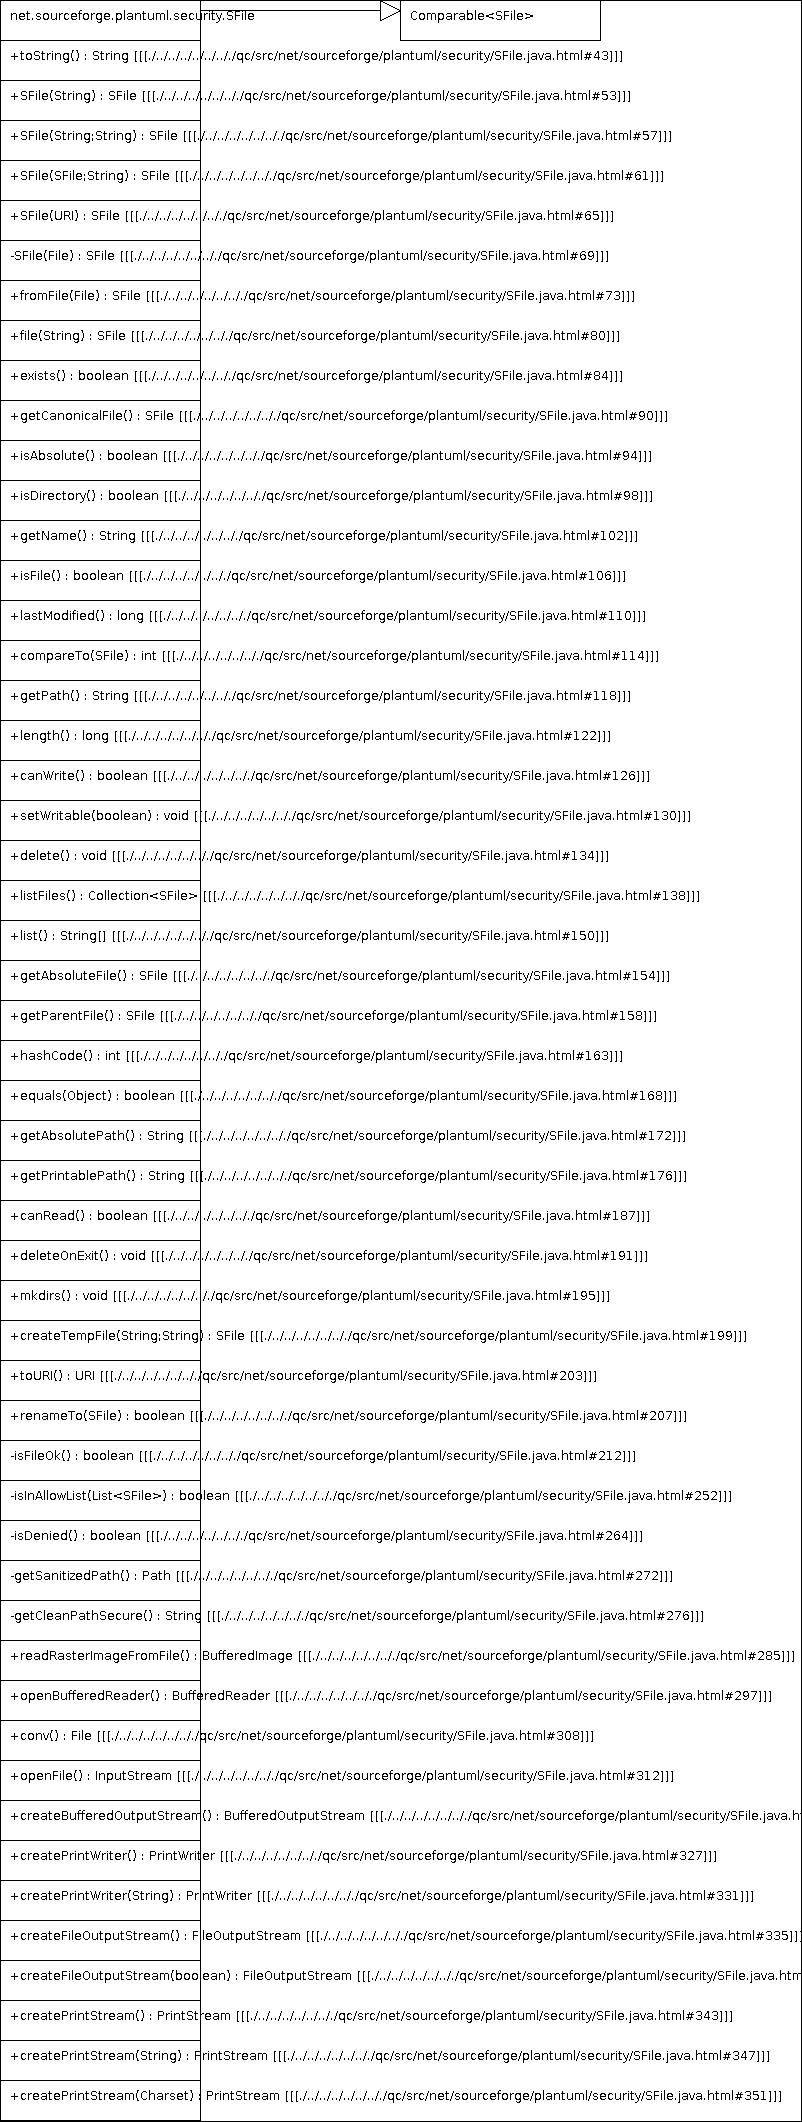 net.sourceforge.plantuml.security.SFile
Comparable<SFile>
+toString() : String [[[./../../../../../../../qc/src/net/sourceforge/plantuml/security/SFile.java.html#43]]]
+SFile(String) : SFile [[[./../../../../../../../qc/src/net/sourceforge/plantuml/security/SFile.java.html#53]]]
+SFile(String;String) : SFile [[[./../../../../../../../qc/src/net/sourceforge/plantuml/security/SFile.java.html#57]]]
+SFile(SFile;String) : SFile [[[./../../../../../../../qc/src/net/sourceforge/plantuml/security/SFile.java.html#61]]]
+SFile(URI) : SFile [[[./../../../../../../../qc/src/net/sourceforge/plantuml/security/SFile.java.html#65]]]
-SFile(File) : SFile [[[./../../../../../../../qc/src/net/sourceforge/plantuml/security/SFile.java.html#69]]]
+fromFile(File) : SFile [[[./../../../../../../../qc/src/net/sourceforge/plantuml/security/SFile.java.html#73]]]
+file(String) : SFile [[[./../../../../../../../qc/src/net/sourceforge/plantuml/security/SFile.java.html#80]]]
+exists() : boolean [[[./../../../../../../../qc/src/net/sourceforge/plantuml/security/SFile.java.html#84]]]
+getCanonicalFile() : SFile [[[./../../../../../../../qc/src/net/sourceforge/plantuml/security/SFile.java.html#90]]]
+isAbsolute() : boolean [[[./../../../../../../../qc/src/net/sourceforge/plantuml/security/SFile.java.html#94]]]
+isDirectory() : boolean [[[./../../../../../../../qc/src/net/sourceforge/plantuml/security/SFile.java.html#98]]]
+getName() : String [[[./../../../../../../../qc/src/net/sourceforge/plantuml/security/SFile.java.html#102]]]
+isFile() : boolean [[[./../../../../../../../qc/src/net/sourceforge/plantuml/security/SFile.java.html#106]]]
+lastModified() : long [[[./../../../../../../../qc/src/net/sourceforge/plantuml/security/SFile.java.html#110]]]
+compareTo(SFile) : int [[[./../../../../../../../qc/src/net/sourceforge/plantuml/security/SFile.java.html#114]]]
+getPath() : String [[[./../../../../../../../qc/src/net/sourceforge/plantuml/security/SFile.java.html#118]]]
+length() : long [[[./../../../../../../../qc/src/net/sourceforge/plantuml/security/SFile.java.html#122]]]
+canWrite() : boolean [[[./../../../../../../../qc/src/net/sourceforge/plantuml/security/SFile.java.html#126]]]
+setWritable(boolean) : void [[[./../../../../../../../qc/src/net/sourceforge/plantuml/security/SFile.java.html#130]]]
+delete() : void [[[./../../../../../../../qc/src/net/sourceforge/plantuml/security/SFile.java.html#134]]]
+listFiles() : Collection<SFile> [[[./../../../../../../../qc/src/net/sourceforge/plantuml/security/SFile.java.html#138]]]
+list() : String[] [[[./../../../../../../../qc/src/net/sourceforge/plantuml/security/SFile.java.html#150]]]
+getAbsoluteFile() : SFile [[[./../../../../../../../qc/src/net/sourceforge/plantuml/security/SFile.java.html#154]]]
+getParentFile() : SFile [[[./../../../../../../../qc/src/net/sourceforge/plantuml/security/SFile.java.html#158]]]
+hashCode() : int [[[./../../../../../../../qc/src/net/sourceforge/plantuml/security/SFile.java.html#163]]]
+equals(Object) : boolean [[[./../../../../../../../qc/src/net/sourceforge/plantuml/security/SFile.java.html#168]]]
+getAbsolutePath() : String [[[./../../../../../../../qc/src/net/sourceforge/plantuml/security/SFile.java.html#172]]]
+getPrintablePath() : String [[[./../../../../../../../qc/src/net/sourceforge/plantuml/security/SFile.java.html#176]]]
+canRead() : boolean [[[./../../../../../../../qc/src/net/sourceforge/plantuml/security/SFile.java.html#187]]]
+deleteOnExit() : void [[[./../../../../../../../qc/src/net/sourceforge/plantuml/security/SFile.java.html#191]]]
+mkdirs() : void [[[./../../../../../../../qc/src/net/sourceforge/plantuml/security/SFile.java.html#195]]]
+createTempFile(String;String) : SFile [[[./../../../../../../../qc/src/net/sourceforge/plantuml/security/SFile.java.html#199]]]
+toURI() : URI [[[./../../../../../../../qc/src/net/sourceforge/plantuml/security/SFile.java.html#203]]]
+renameTo(SFile) : boolean [[[./../../../../../../../qc/src/net/sourceforge/plantuml/security/SFile.java.html#207]]]
-isFileOk() : boolean [[[./../../../../../../../qc/src/net/sourceforge/plantuml/security/SFile.java.html#212]]]
-isInAllowList(List<SFile>) : boolean [[[./../../../../../../../qc/src/net/sourceforge/plantuml/security/SFile.java.html#252]]]
-isDenied() : boolean [[[./../../../../../../../qc/src/net/sourceforge/plantuml/security/SFile.java.html#264]]]
-getSanitizedPath() : Path [[[./../../../../../../../qc/src/net/sourceforge/plantuml/security/SFile.java.html#272]]]
-getCleanPathSecure() : String [[[./../../../../../../../qc/src/net/sourceforge/plantuml/security/SFile.java.html#276]]]
+readRasterImageFromFile() : BufferedImage [[[./../../../../../../../qc/src/net/sourceforge/plantuml/security/SFile.java.html#285]]]
+openBufferedReader() : BufferedReader [[[./../../../../../../../qc/src/net/sourceforge/plantuml/security/SFile.java.html#297]]]
+conv() : File [[[./../../../../../../../qc/src/net/sourceforge/plantuml/security/SFile.java.html#308]]]
+openFile() : InputStream [[[./../../../../../../../qc/src/net/sourceforge/plantuml/security/SFile.java.html#312]]]
+createBufferedOutputStream() : BufferedOutputStream [[[./../../../../../../../qc/src/net/sourceforge/plantuml/security/SFile.java.h
+createPrintWriter() : PrintWriter [[[./../../../../../../../qc/src/net/sourceforge/plantuml/security/SFile.java.html#327]]]
+createPrintWriter(String) : PrintWriter [[[./../../../../../../../qc/src/net/sourceforge/plantuml/security/SFile.java.html#331]]]
+createFileOutputStream() : FileOutputStream [[[./../../../../../../../qc/src/net/sourceforge/plantuml/security/SFile.java.html#335]]]
+createFileOutputStream(boolean) : FileOutputStream [[[./../../../../../../../qc/src/net/sourceforge/plantuml/security/SFile.java.htm
+createPrintStream() : PrintStream [[[./../../../../../../../qc/src/net/sourceforge/plantuml/security/SFile.java.html#343]]]
+createPrintStream(String) : PrintStream [[[./../../../../../../../qc/src/net/sourceforge/plantuml/security/SFile.java.html#347]]]
+createPrintStream(Charset) : PrintStream [[[./../../../../../../../qc/src/net/sourceforge/plantuml/security/SFile.java.html#351]]]